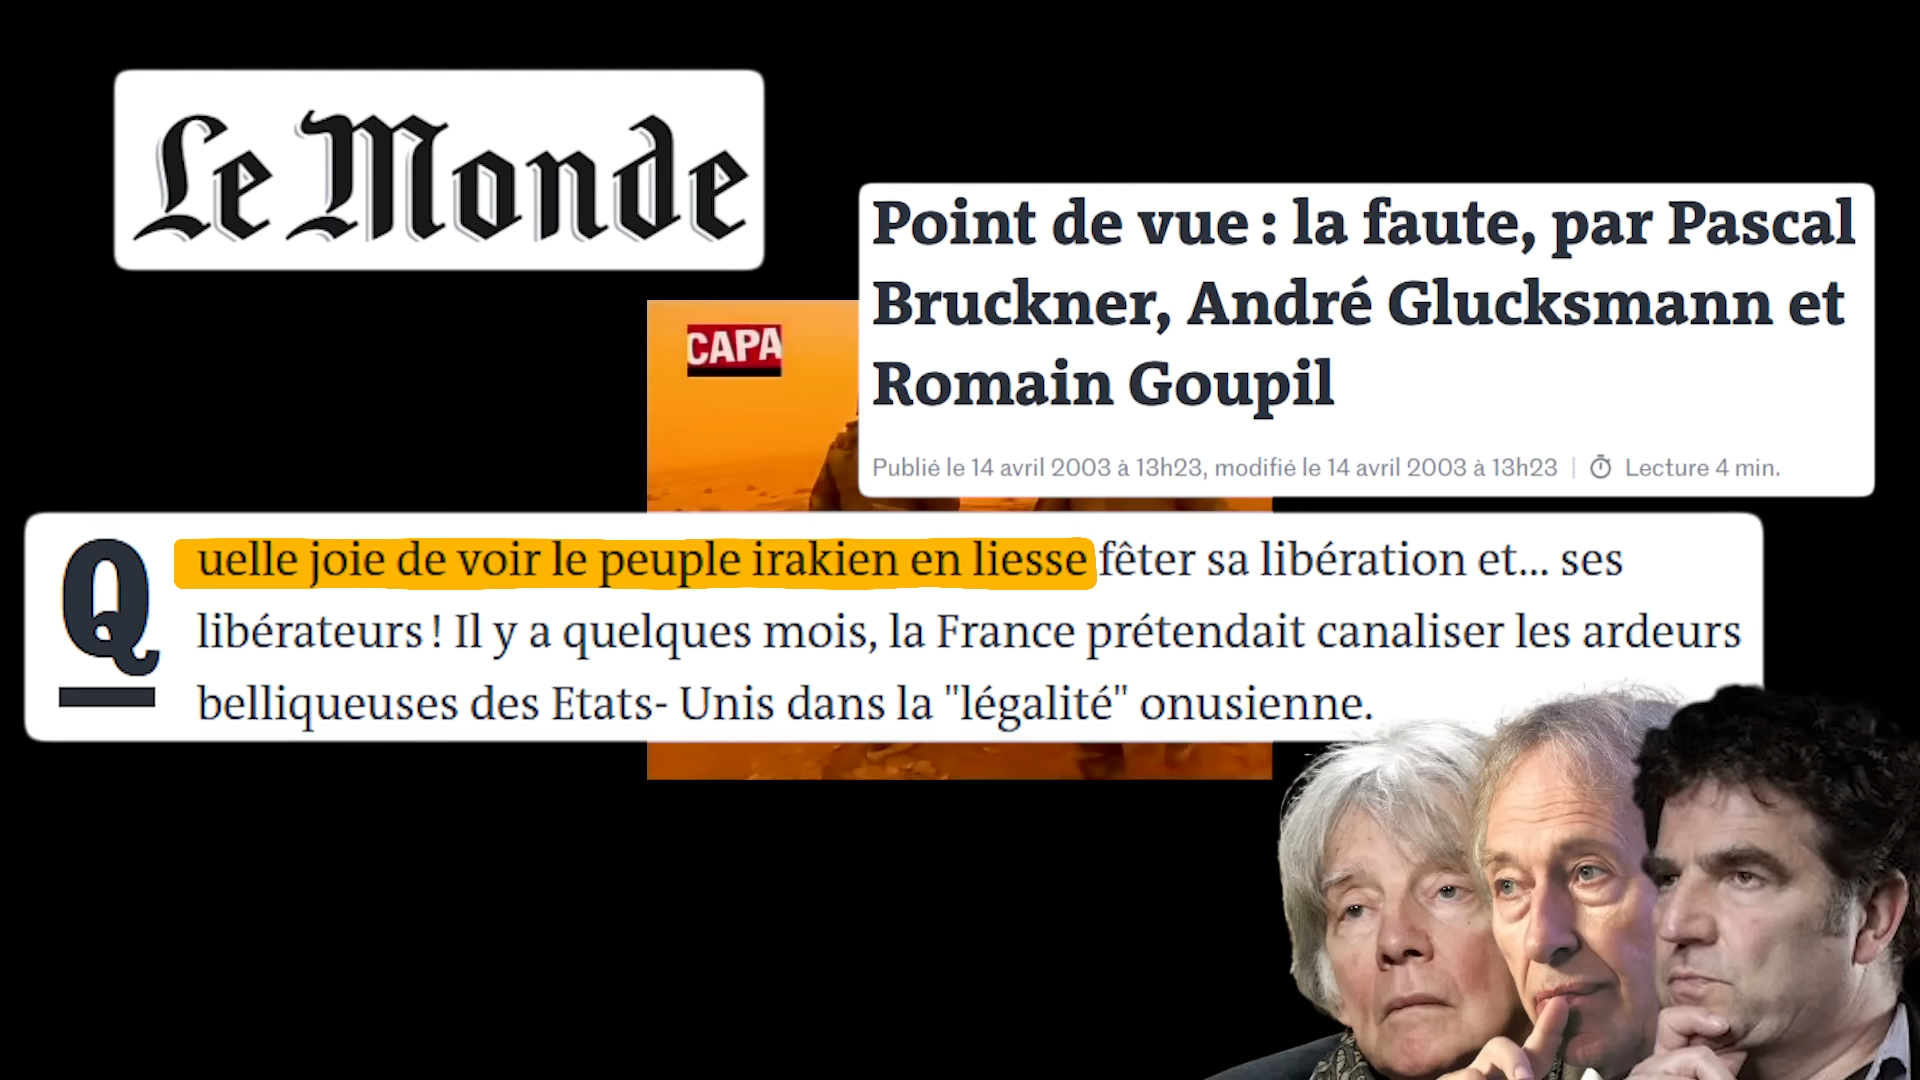 Le Monde
Point de vue : la faute, par Pascal
Bruckner, André Glucksmann et
Romain Goupil
Publié le 14 avril 2003 à 13h23, modifié le 14 avril 2003 à 13h23 | Lecture 4 min.
CAPA
Quelle joie de voir le peuple irakien en liesse fêter sa libération et... ses
libérateurs ! Il y a quelques mois, la France prétendait canaliser les ardeurs
belliqueuses des Etats- Unis dans la "légalité" onusienne.